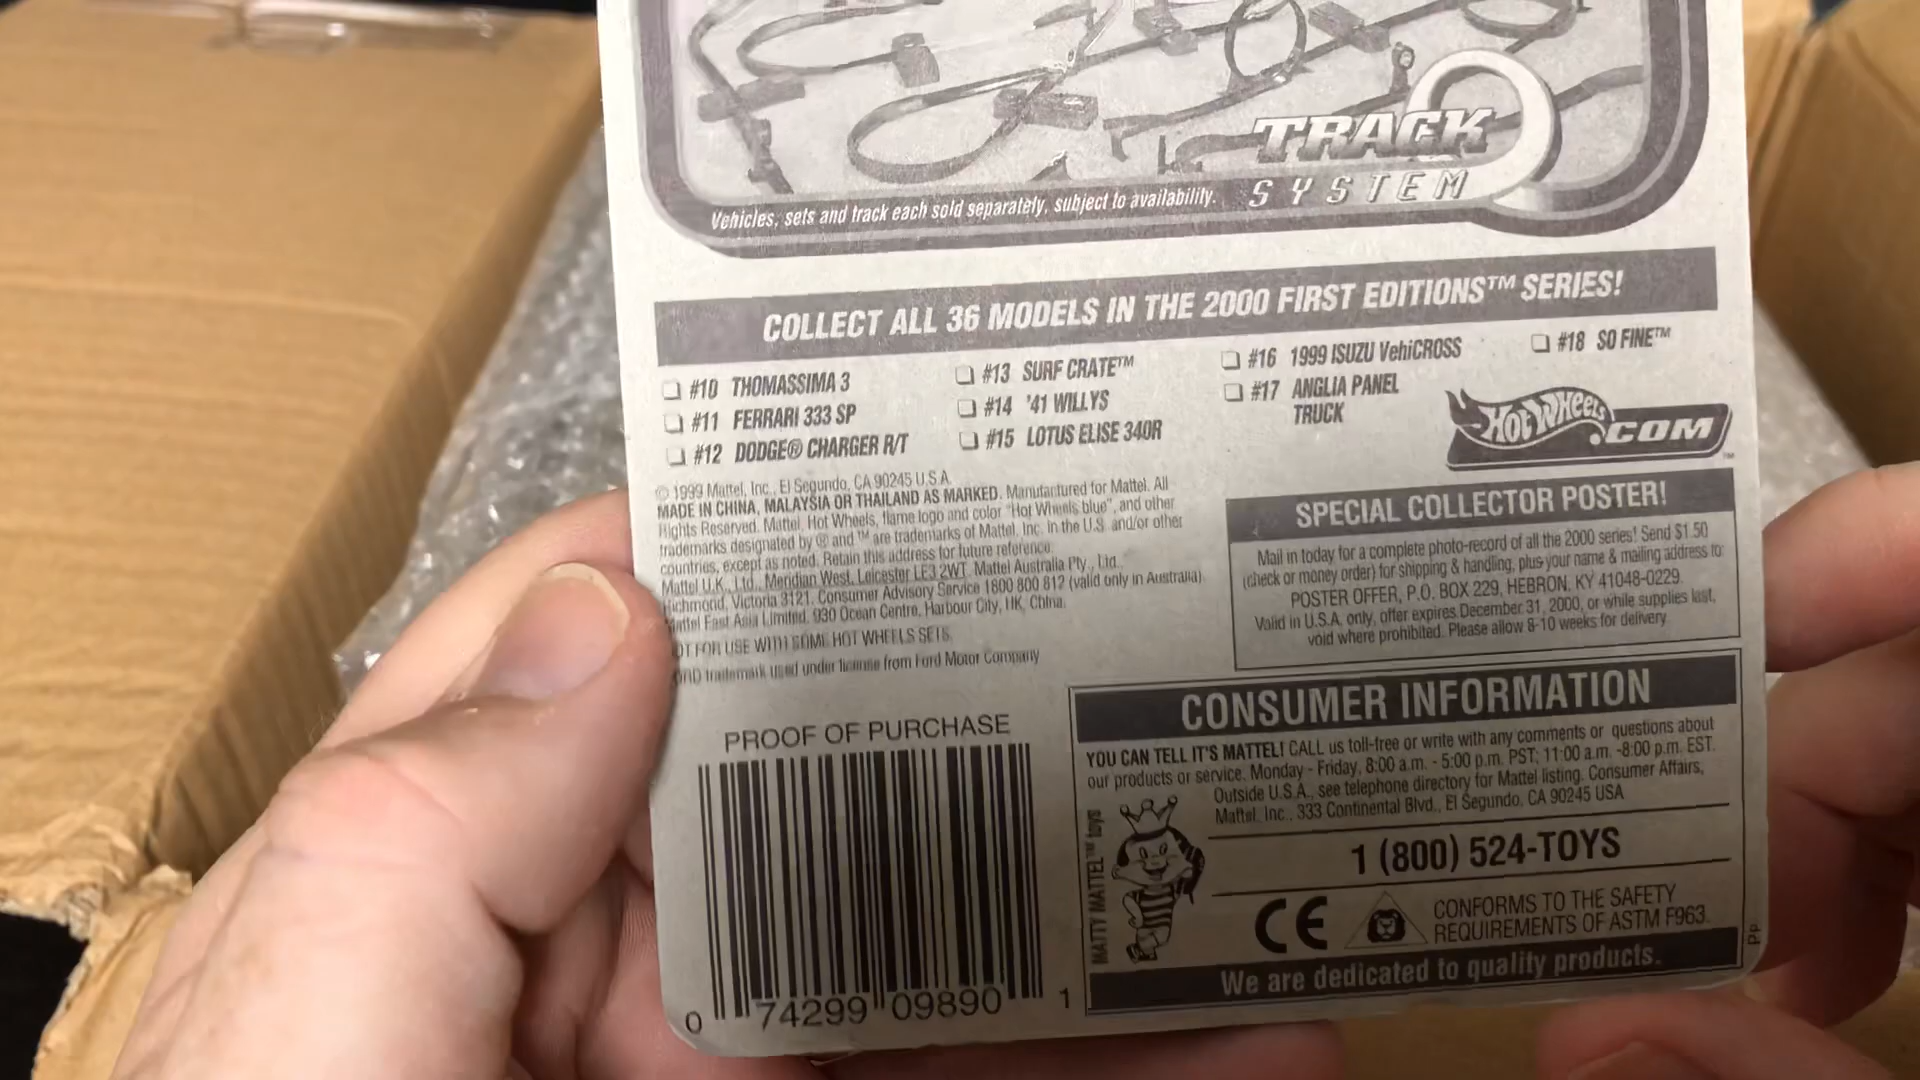 TRACK
SYSTEM
Vehicles, sets and track each sold separately, subject to availability.
COLLECT ALL 36 MODELS IN THE 2000 FIRST EDITIONS™ SERIES!
#10 THOMASSIMA 3
#11 FERRARI 333 SP
#12 DODGE® CHARGER R/T
#13 SURF CRATE™
#14 '41 WILLYS
#15 LOTUS ELISE 340R
#16 1999 ISUZU VehiCROSS
#17 ANGLIA PANEL
TRUCK
#18 SO FINE™
HOT WHEELS
.COM™
© 1999 Mattel, Inc., El Segundo, CA 90245 U.S.A.
MADE IN CHINA, MALAYSIA OR THAILAND AS MARKED. Manufactured for Mattel. All
Rights Reserved. Mattel, Hot Wheels, flame logo and color "Hot Wheels blue", and other
trademarks designated by ® and ™ are trademarks of Mattel, Inc. in the U.S. and/or other
countries, except as noted. Retain this address for future reference:
Mattel U.K., Ltd., Meridian West, Leicester LE3 2WT. Mattel Australia Pty., Ltd.,
Richmond, Victoria 3121. Consumer Advisory Service 1800 800 812 (valid only in Australia).
Mattel East Asia Limited, 930 Ocean Centre, Harbour City, HK, China.
OT FOR USE WITH SOME HOT WHEELS SETS.
ORD trademark used under license from Ford Motor Company
SPECIAL COLLECTOR POSTER!
Mail in today for a complete photo-record of all the 2000 series! Send $1.50
(check or money order) for shipping & handling, plus your name & mailing address to:
POSTER OFFER, P.O. BOX 229, HEBRON, KY 41048-0229.
Valid in U.S.A. only, offer expires December 31, 2000, or while supplies last,
void where prohibited. Please allow 8-10 weeks for delivery.
PROOF OF PURCHASE
0 74299 09890 1
CONSUMER INFORMATION
YOU CAN TELL IT'S MATTEL! CALL us toll-free or write with any comments or questions about
our products or service. Monday - Friday, 8:00 a.m. - 5:00 p.m. PST; 11:00 a.m. -8:00 p.m. EST.
Outside U.S.A., see telephone directory for Mattel listing. Consumer Affairs,
Mattel, Inc., 333 Continental Blvd., El Segundo, CA 90245 USA
MATTY MATTEL™ toys
1 (800) 524-TOYS
CE
CONFORMS TO THE SAFETY
REQUIREMENTS OF ASTM F963.
We are dedicated to quality products.
PP